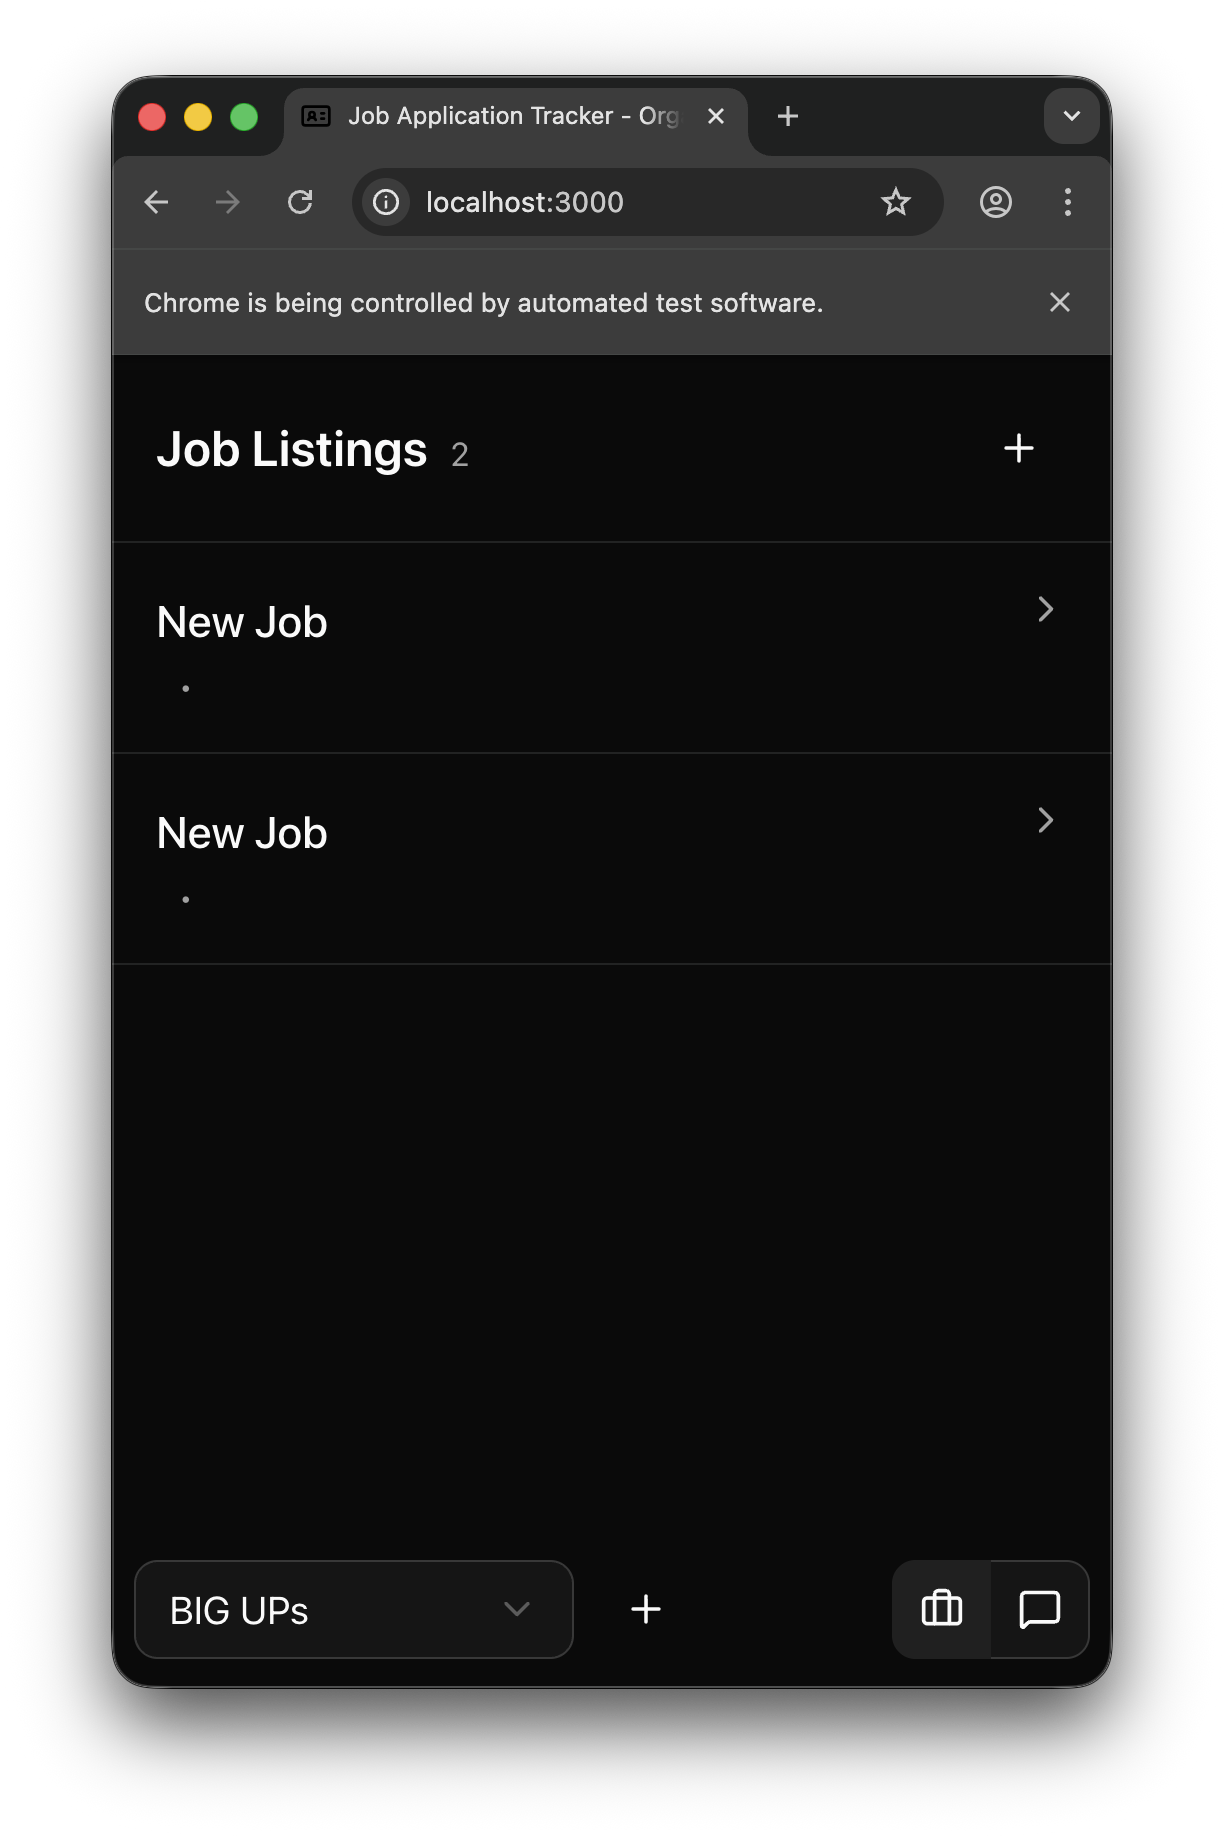 Job Application Tracker - Org
localhost:3000
Chrome is being controlled by automated test software.
Job Listings 2
New Job
•
New Job
•
BIG UPs